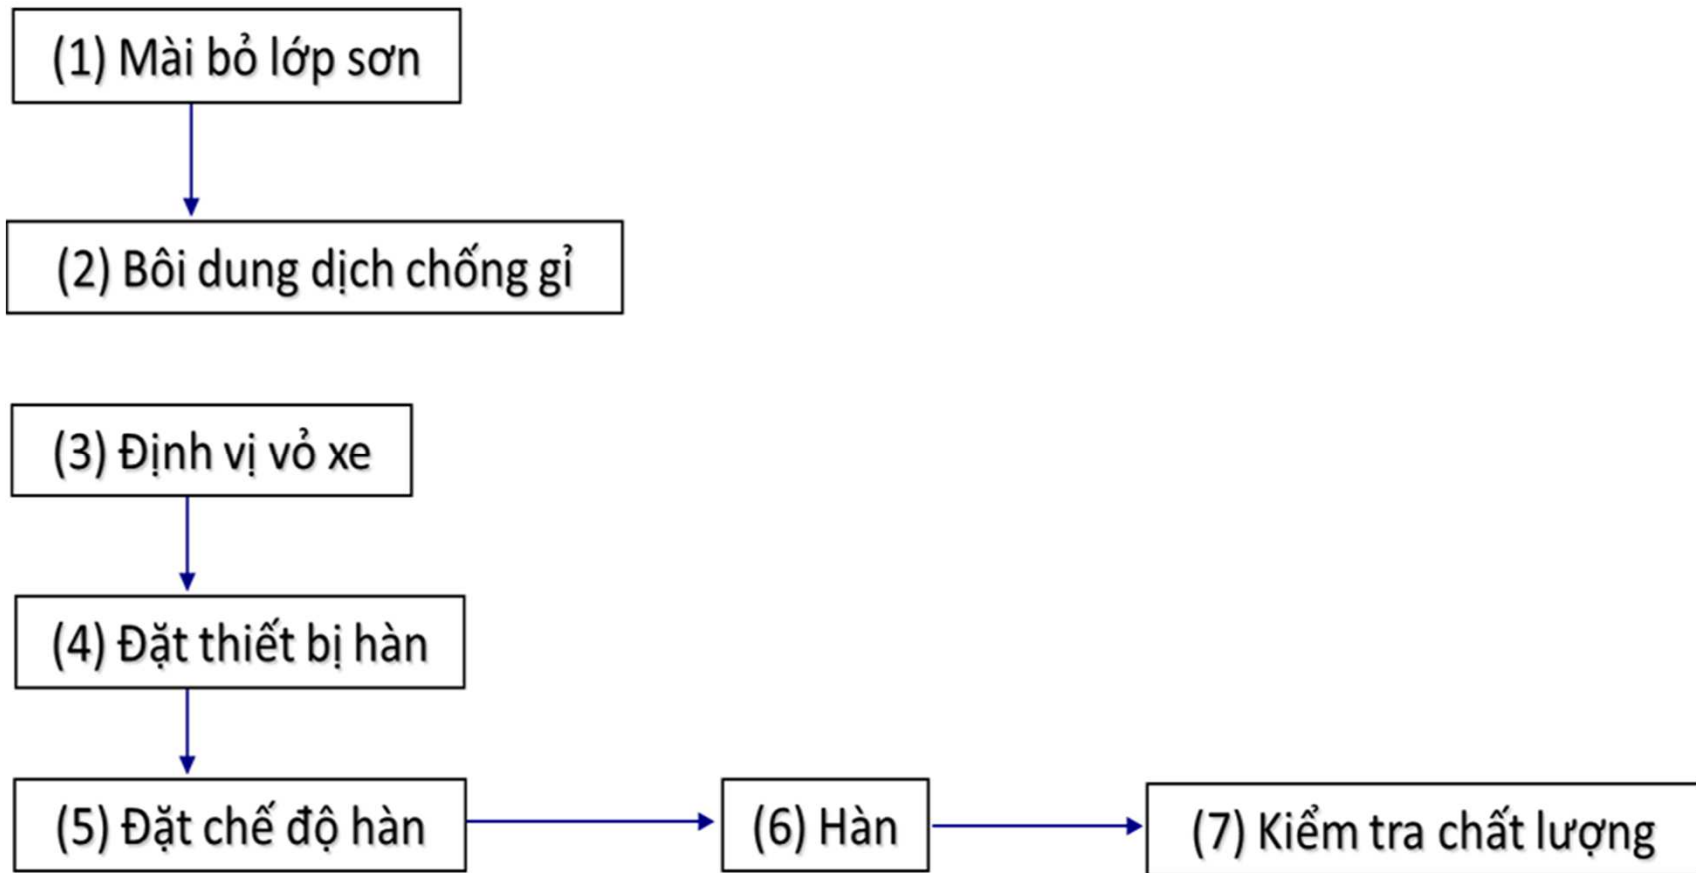 (1) Mài bỏ lớp sơn
(2) Bôi dung dịch chống gỉ
(3) Định vị vỏ xe
(4) Đặt thiết bị hàn
(5) Đặt chế độ hàn
(6) Hàn
(7) Kiểm tra chất lượng